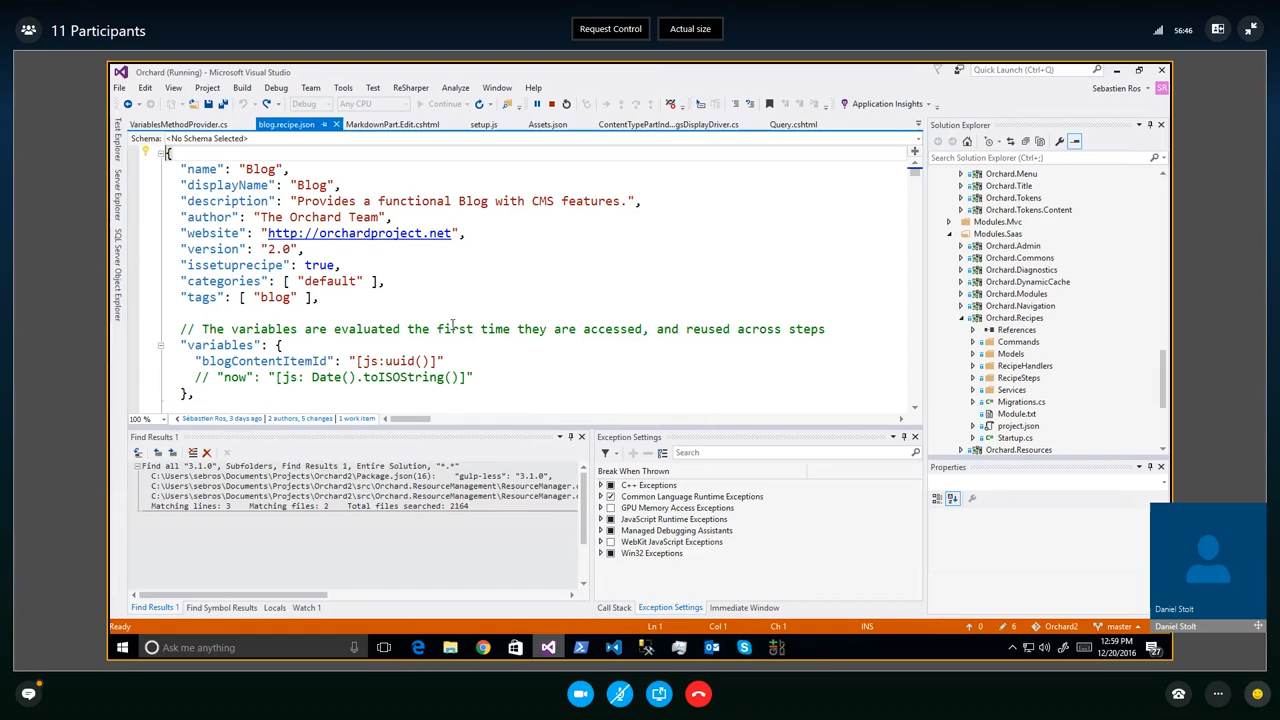 11 Participants
Request Control
Actual size
56:46
Orchard (Running) - Microsoft Visual Studio
Quick Launch (Ctrl+Q)
File Edit View Project Build Debug Team Tools Test ReSharper Analyze Window Help
Sebastien Ros
SR
Debug
Any CPU
Continue
Application Insights
VariablesMethodProvider.cs
blog.recipe.json
MarkdownPart.Edit.cshtml
setup.js
Assets.json
ContentTypePartInd...gsDisplayDriver.cs
Query.cshtml
Schema: <No Schema Selected>
Test Explorer
Server Explorer
SQL Server Object Explorer
{
"name": "Blog",
"displayName": "Blog",
"description": "Provides a functional Blog with CMS features.",
"author": "The Orchard Team",
"website": "http://orchardproject.net",
"version": "2.0",
"issetuprecipe": true,
"categories": [ "default" ],
"tags": [ "blog" ],
// The variables are evaluated the first time they are accessed, and reused across steps
"variables": {
"blogContentItemId": "[js:uuid()]"
// "now": "[js: Date().toISOString()]"
},
100 %
Sébastien Ros, 3 days ago | 2 authors, 5 changes | 1 work item
Solution Explorer
Search Solution Explorer (Ctrl+;)
Orchard.Menu
Orchard.Title
Orchard.Tokens
Orchard.Tokens.Content
Modules.Mvc
Modules.Saas
Orchard.Admin
Orchard.Commons
Orchard.Diagnostics
Orchard.DynamicCache
Orchard.Modules
Orchard.Navigation
Orchard.Recipes
References
Commands
Models
RecipeHandlers
RecipeSteps
Services
Migrations.cs
Module.txt
project.json
Startup.cs
Orchard.Resources
Properties
Find Results 1
Find all "3.1.0", Subfolders, Find Results 1, Entire Solution, "*.*"
C:\Users\sebros\Documents\Projects\Orchard2\Package.json(16): "gulp-less": "3.1.0",
C:\Users\sebros\Documents\Projects\Orchard2\src\Orchard.ResourceManagement\ResourceManager.c
C:\Users\sebros\Documents\Projects\Orchard2\src\Orchard.ResourceManagement\ResourceManager.c
Matching lines: 3 Matching files: 2 Total files searched: 2164
Find Results 1
Find Symbol Results
Locals
Watch 1
Exception Settings
Search
Break When Thrown
C++ Exceptions
Common Language Runtime Exceptions
GPU Memory Access Exceptions
JavaScript Runtime Exceptions
Managed Debugging Assistants
WebKit JavaScript Exceptions
Win32 Exceptions
Call Stack
Exception Settings
Immediate Window
Daniel Stolt
Daniel Stolt
Ready
Ln 1
Col 1
Ch 1
INS
0
6
Orchard2
master
Ask me anything
12:59 PM
12/20/2016
27